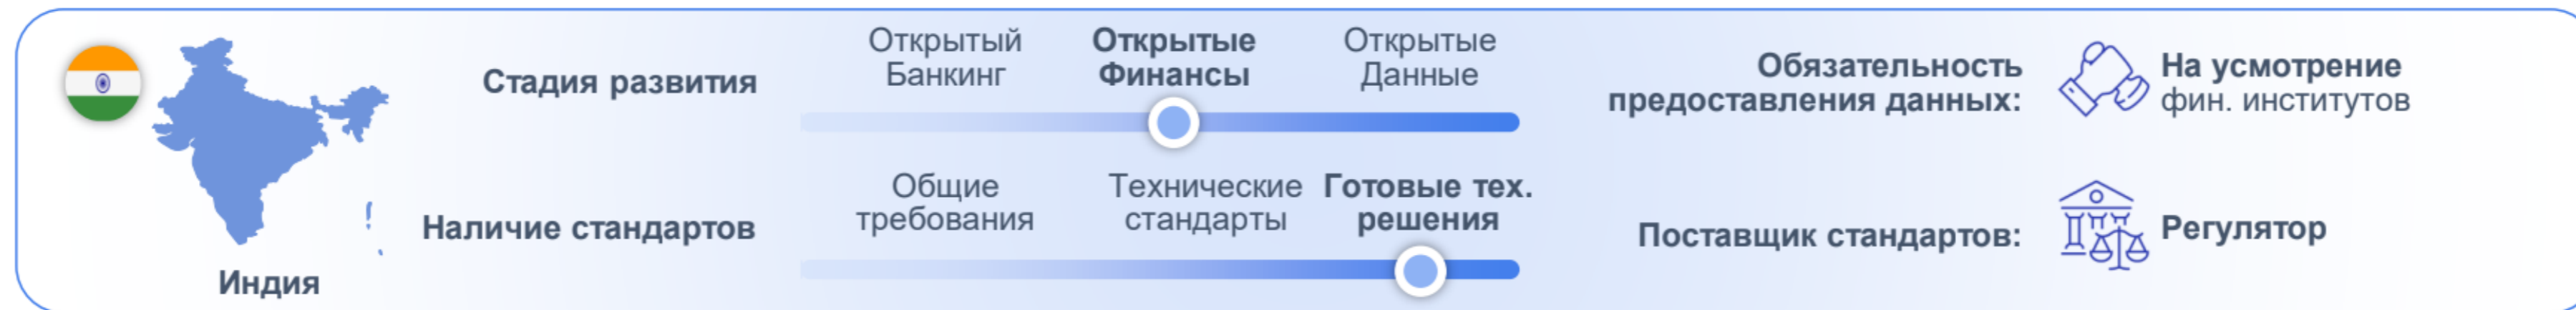 Индия
Стадия развития
Открытый
Банкинг
Открытые
Финансы
Открытые
Данные
Наличие стандартов
Общие
требования
Технические
стандарты
Готовые тех.
решения
Обязательность
предоставления данных:
На усмотрение
фин. институтов
Поставщик стандартов:
Регулятор